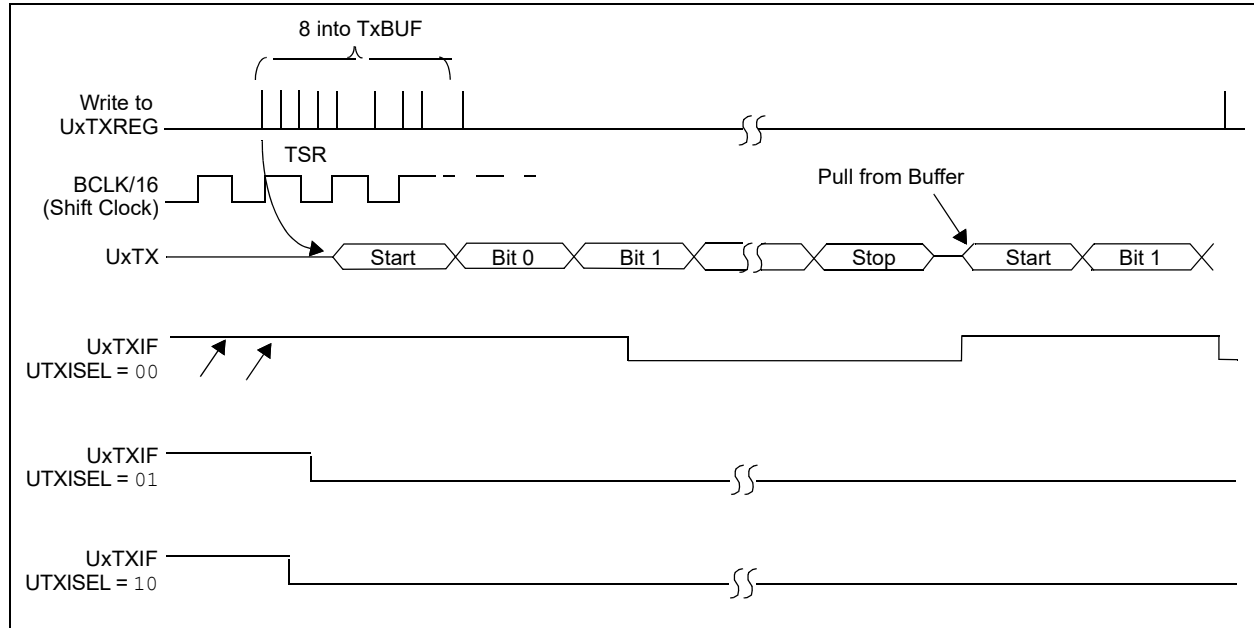 8 into TxBUF
Write to
UxTXREG
TSR
BCLK/16
(Shift Clock)
Pull from Buffer
UxTX
Start
Bit 0
Bit 1
Stop
Start
Bit 1
UxTXIF
UTXISEL = 00
UxTXIF
UTXISEL = 01
UxTXIF
UTXISEL = 10